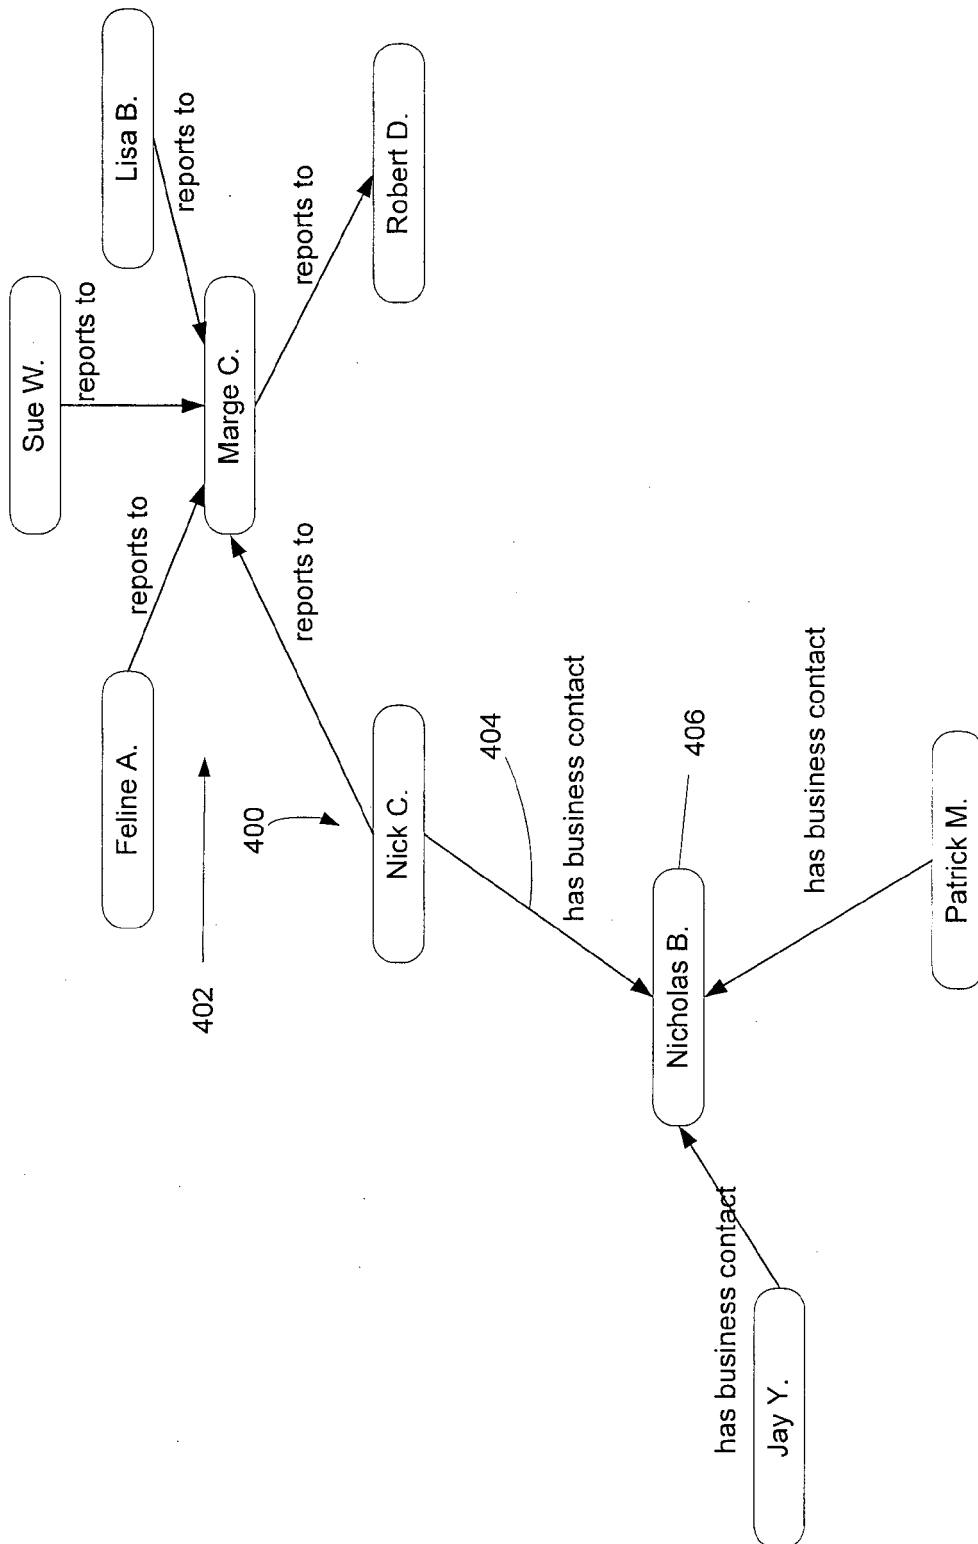 Sue W.
Lisa B.
Feline A.
reports to
reports to
reports to
402
Marge C.
400
reports to
reports to
Nick C.
Robert D.
404
has business contact
406
Nicholas B.
has business contact
has business contact
Jay Y.
Patrick M.